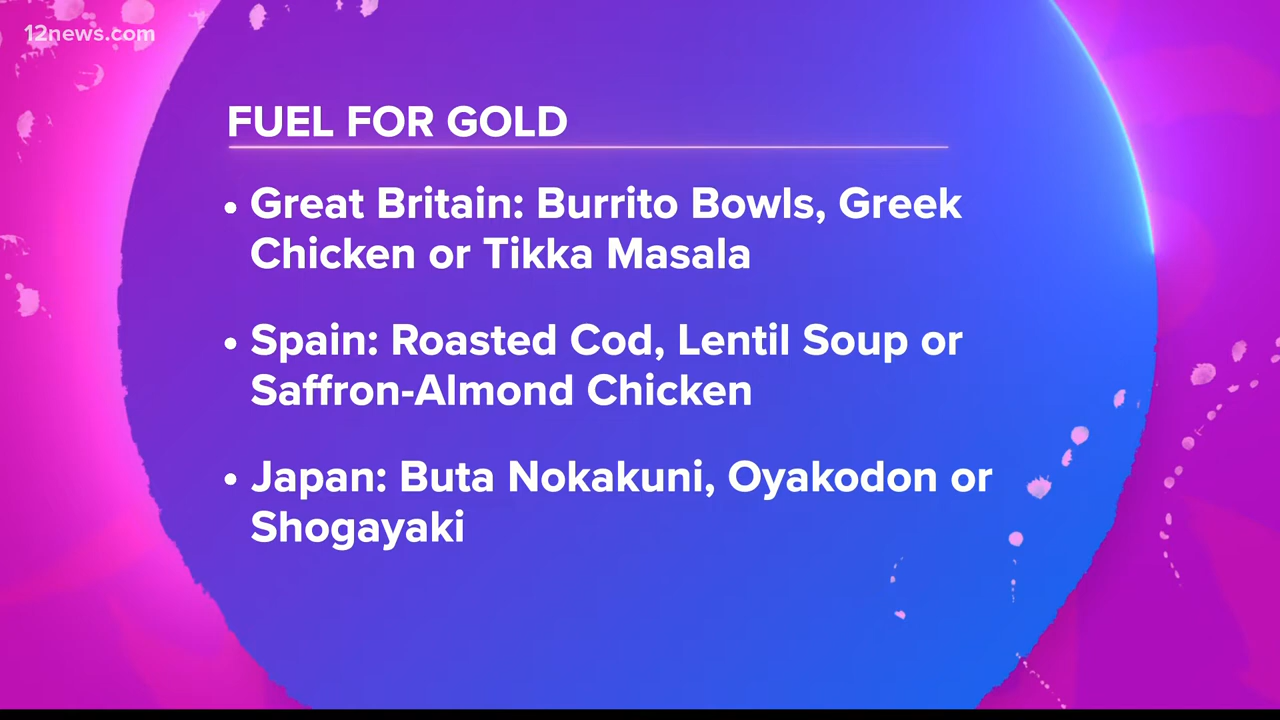 12news.com
FUEL FOR GOLD
• Great Britain: Burrito Bowls, Greek
Chicken or Tikka Masala
• Spain: Roasted Cod, Lentil Soup or
Saffron-Almond Chicken
• Japan: Buta Nokakuni, Oyakodon or
Shogayaki